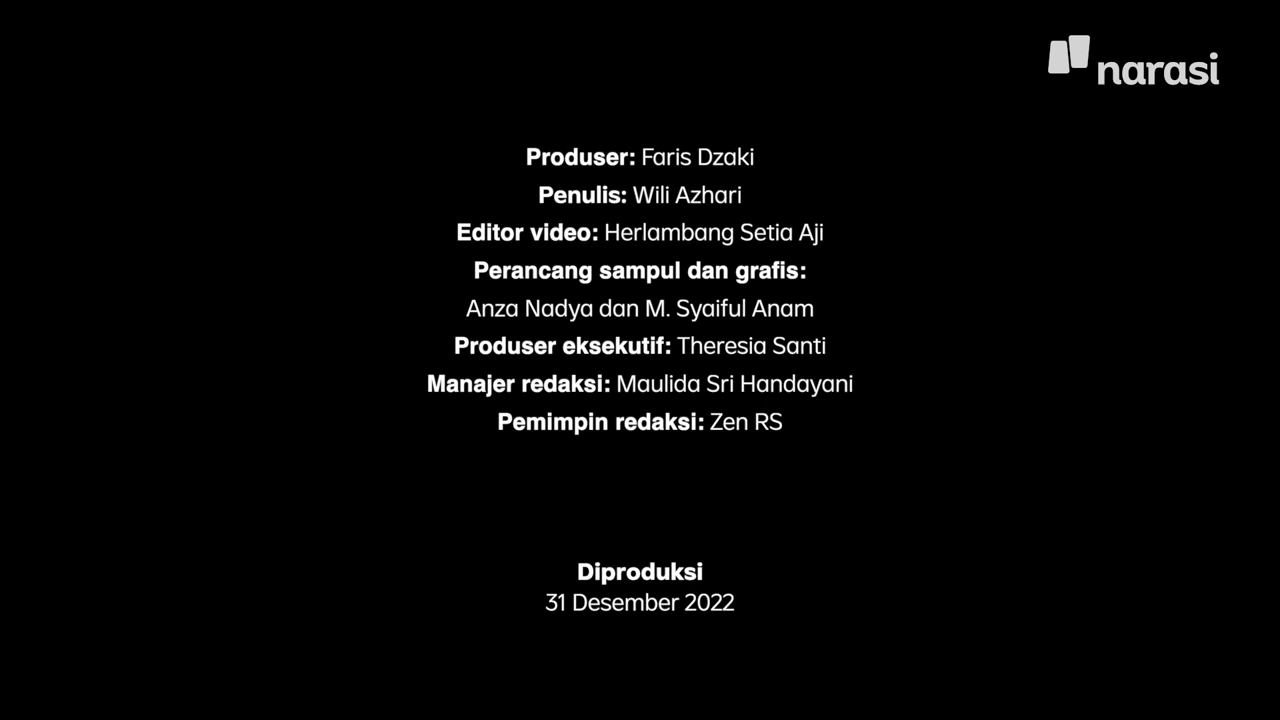 narasi
Produser: Faris Dzaki
Penulis: Wili Azhari
Editor video: Herlambang Setia Aji
Perancang sampul dan grafis:
Anza Nadya dan M. Syaiful Anam
Produser eksekutif: Theresia Santi
Manajer redaksi: Maulida Sri Handayani
Pemimpin redaksi: Zen RS
Diproduksi
31 Desember 2022